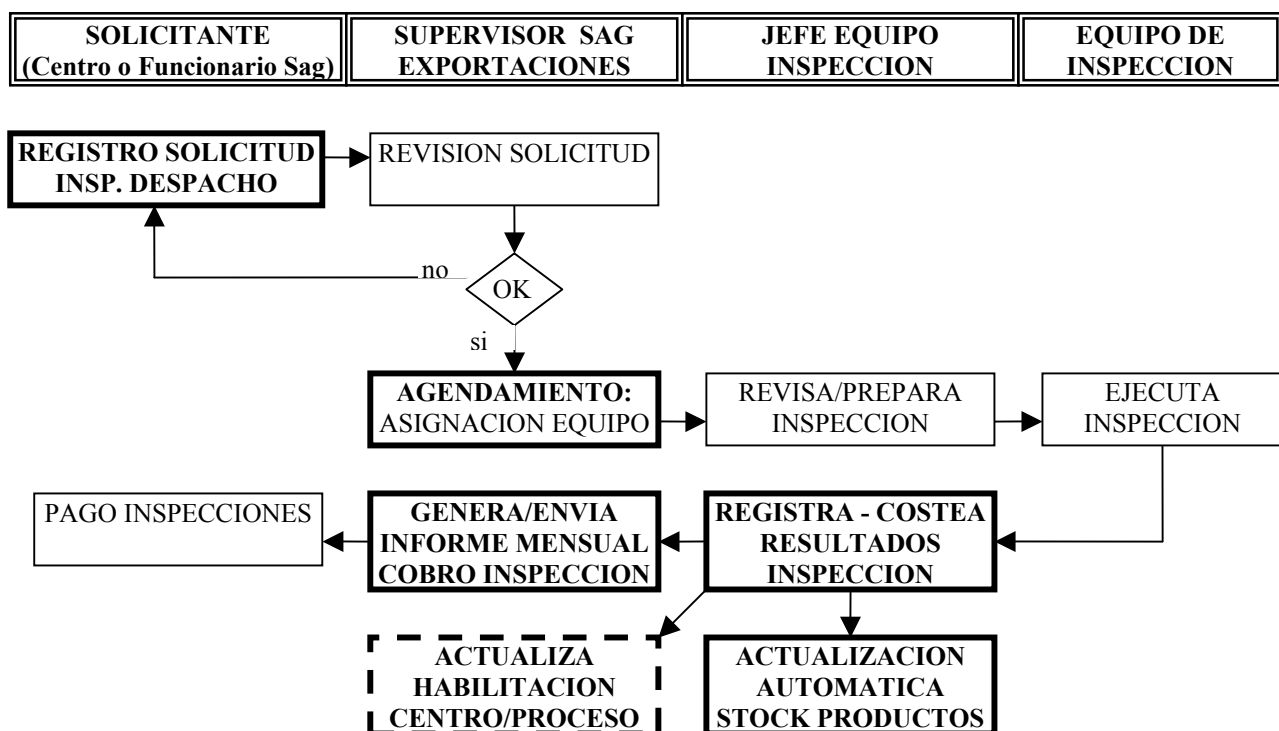 SOLICITANTE
(Centro o Funcionario Sag)
SUPERVISOR SAG
EXPORTACIONES
JEFE EQUIPO
INSPECCION
EQUIPO DE
INSPECCION
REGISTRO SOLICITUD
INSP. DESPACHO
REVISION SOLICITUD
no
OK
si
AGENDAMIENTO:
ASIGNACION EQUIPO
REVISA/PREPARA
INSPECCION
EJECUTA
INSPECCION
PAGO INSPECCIONES
GENERA/ENVIA
INFORME MENSUAL
COBRO INSPECCION
REGISTRA - COSTEA
RESULTADOS
INSPECCION
ACTUALIZA
HABILITACION
CENTRO/PROCESO
ACTUALIZACION
AUTOMATICA
STOCK PRODUCTOS